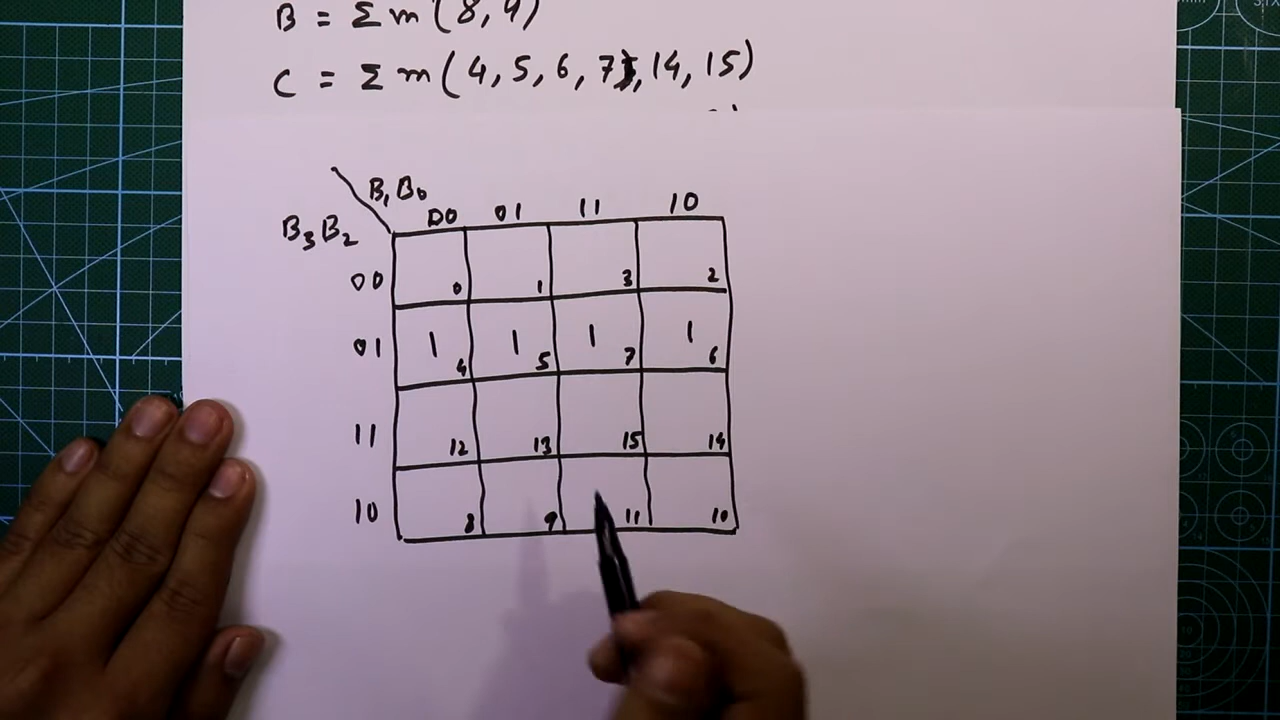 B = Σ m (8, 9)
C = Σ m (4, 5, 6, 7, 14, 15)
B₁B₀
B₃B₂
00 01 11 10
00 0 1 3 2
01 1 4 1 5 1 7 1 6
11 12 13 15 14
10 8 9 11 10